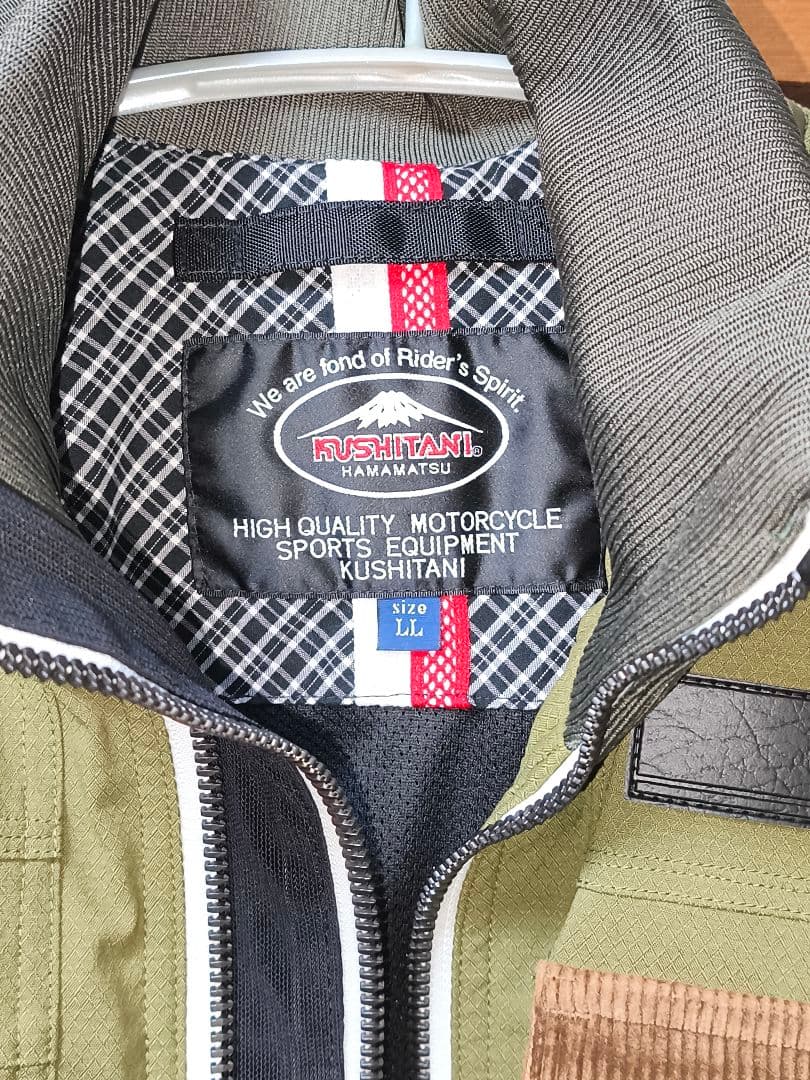 We are fond of Rider's Spirit.
KUSHITANI®
HAMAMATSU
HIGH QUALITY MOTORCYCLE
SPORTS EQUIPMENT
KUSHITANI
size
LL